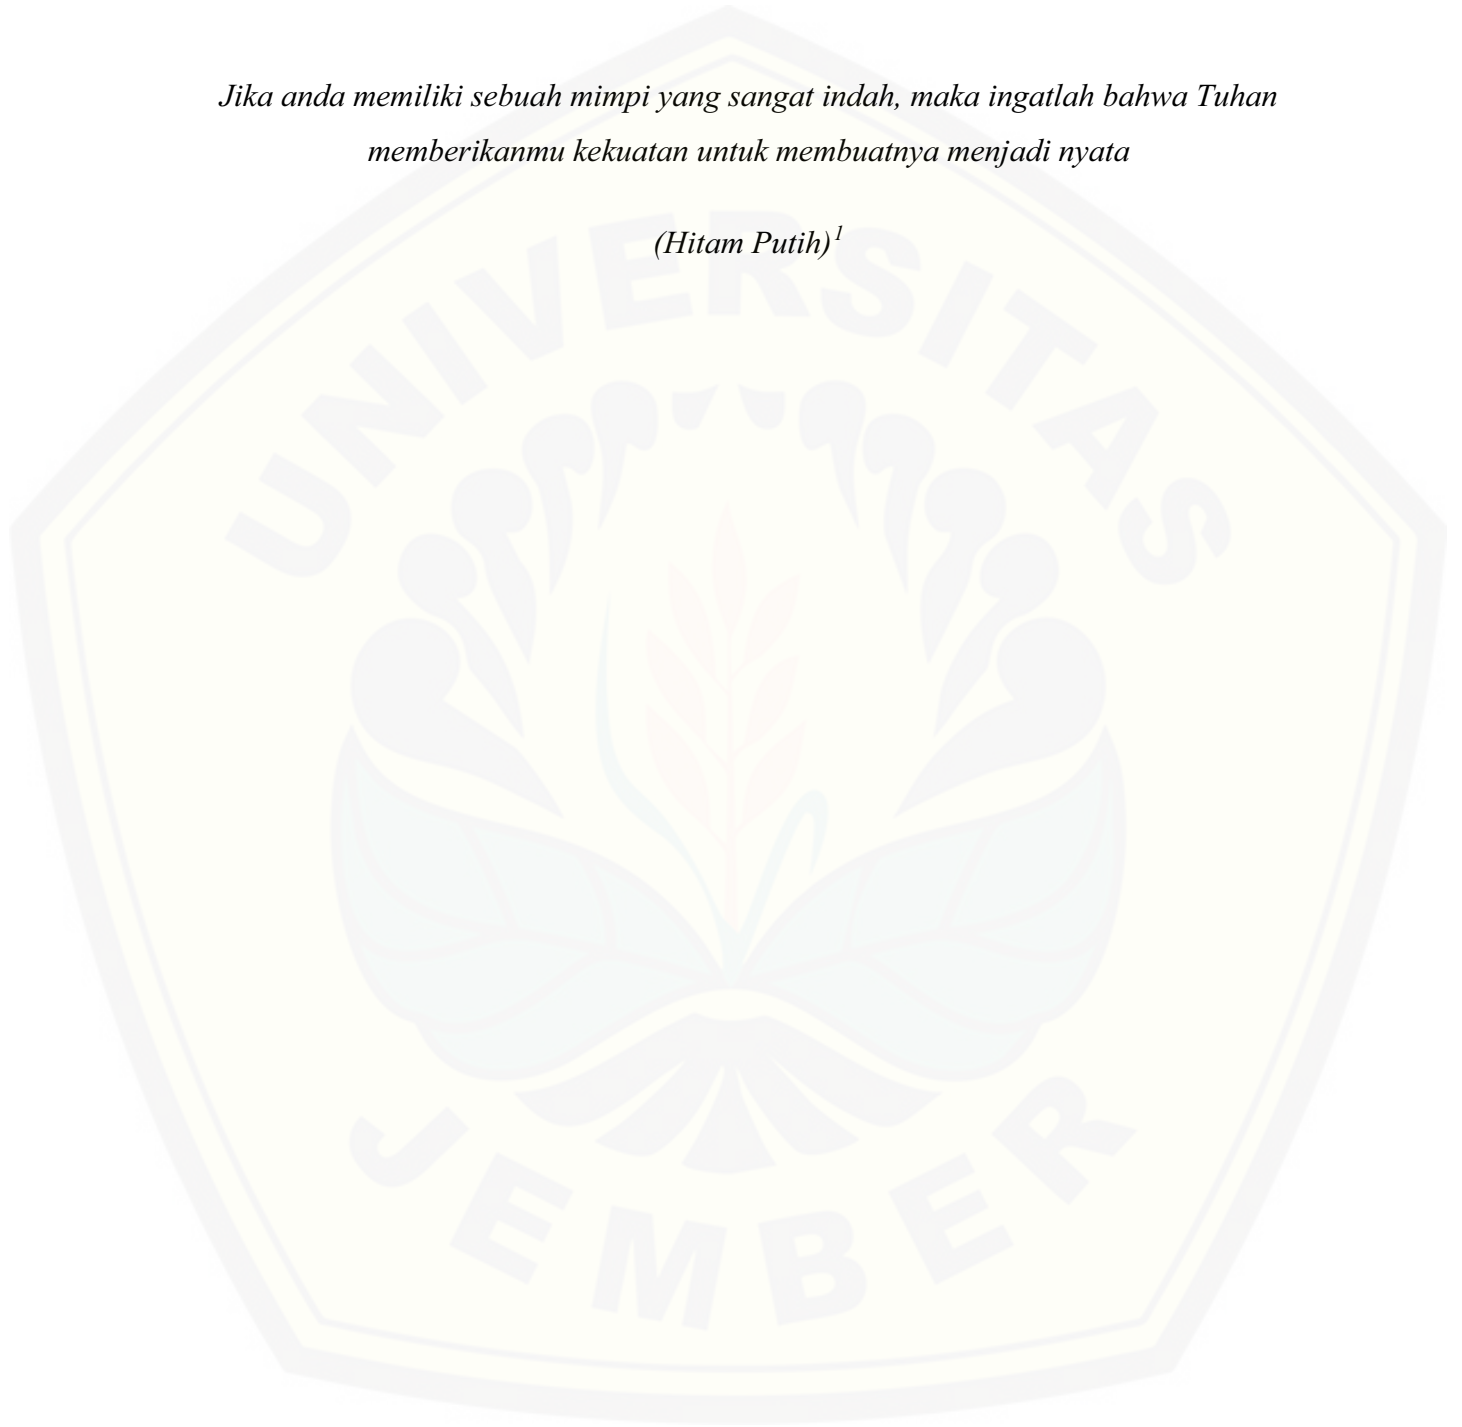 Jika anda memiliki sebuah mimpi yang sangat indah, maka ingatlah bahwa Tuhan
memberikanmu kekuatan untuk membuatnya menjadi nyata
(Hitam Putih)1
UNIVERSITAS
JEMBER